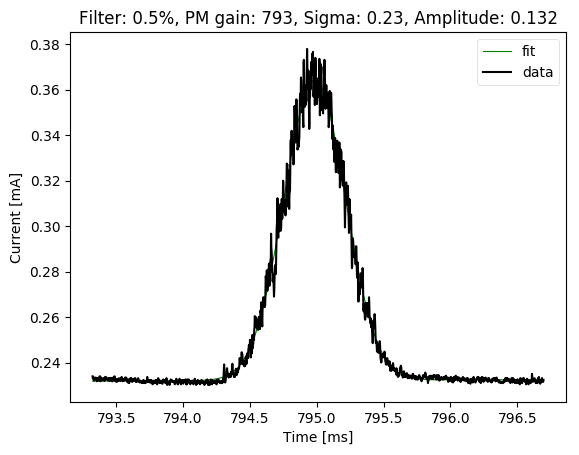 Filter: 0.5%, PM gain: 793, Sigma: 0.23, Amplitude: 0.132
fit
data
Current [mA]
0.38
0.36
0.34
0.32
0.30
0.28
0.26
0.24
793.5 794.0 794.5 795.0 795.5 796.0 796.5
Time [ms]